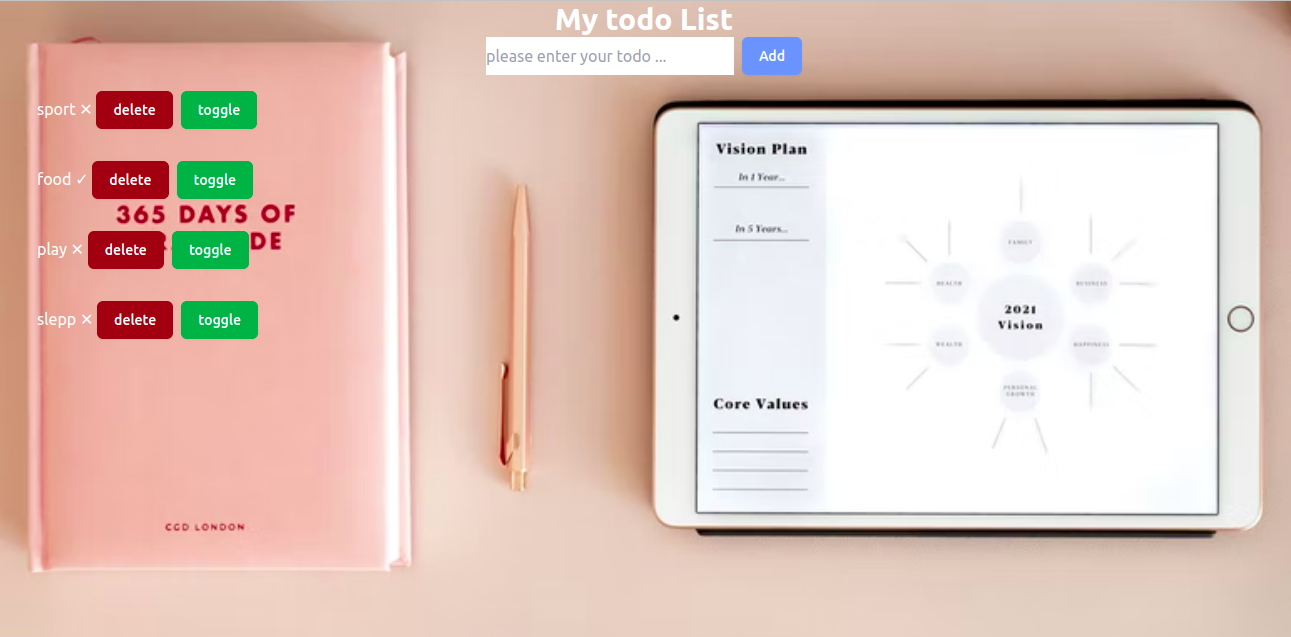 My todo List
please enter your todo ...
Add
sport ✕ delete toggle
food ✓ delete toggle
play ✕ delete toggle
slepp ✕ delete toggle
365 DAYS OF
DE
CGD LONDON
Vision Plan
In 1 Year...
In 5 Years...
Core Values
FAMILY
HEALTH
BUSINESS
2021
Vision
HEALTH
HAPPINESS
PERSONAL
GROWTH